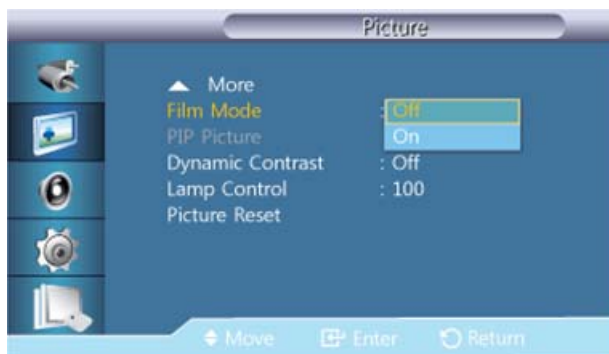 Picture
More
Film Mode : Off
PIP Picture On
Dynamic Contrast : Off
Lamp Control : 100
Picture Reset
Move Enter Return